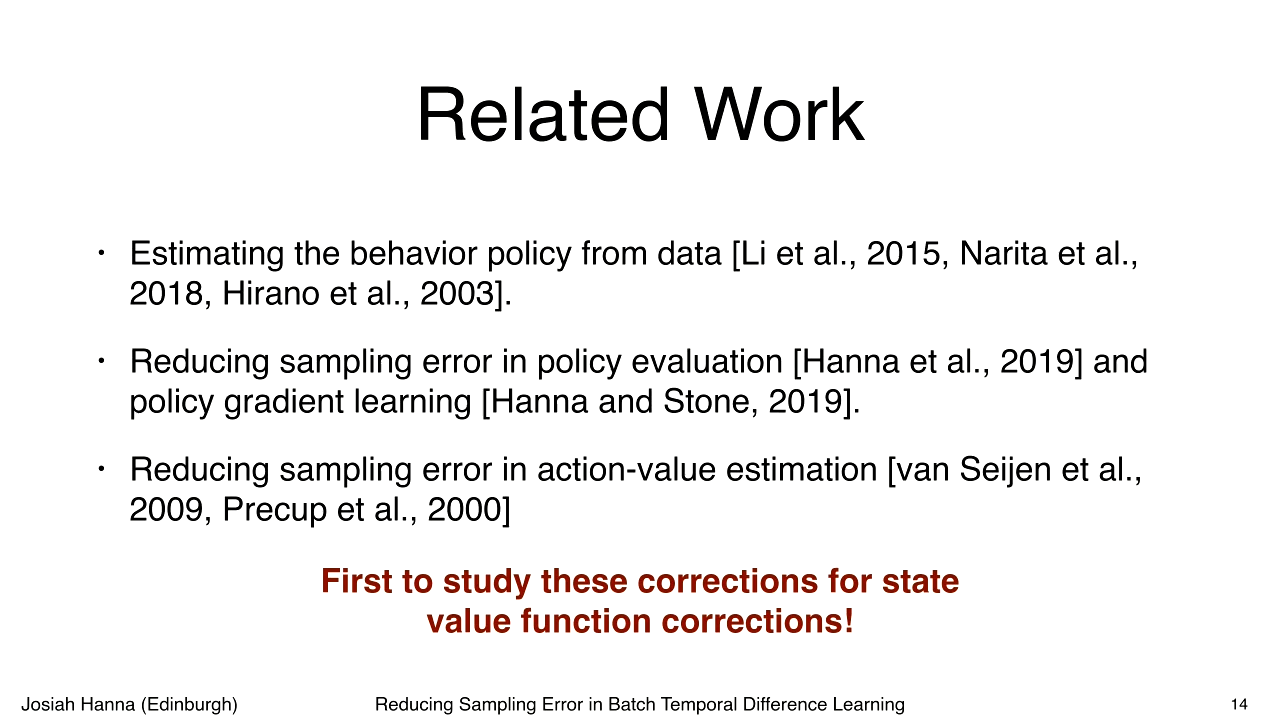 Related Work
• Estimating the behavior policy from data [Li et al., 2015, Narita et al.,
2018, Hirano et al., 2003].
• Reducing sampling error in policy evaluation [Hanna et al., 2019] and
policy gradient learning [Hanna and Stone, 2019].
• Reducing sampling error in action-value estimation [van Seijen et al.,
2009, Precup et al., 2000]
First to study these corrections for state
value function corrections!
Josiah Hanna (Edinburgh) Reducing Sampling Error in Batch Temporal Difference Learning 14